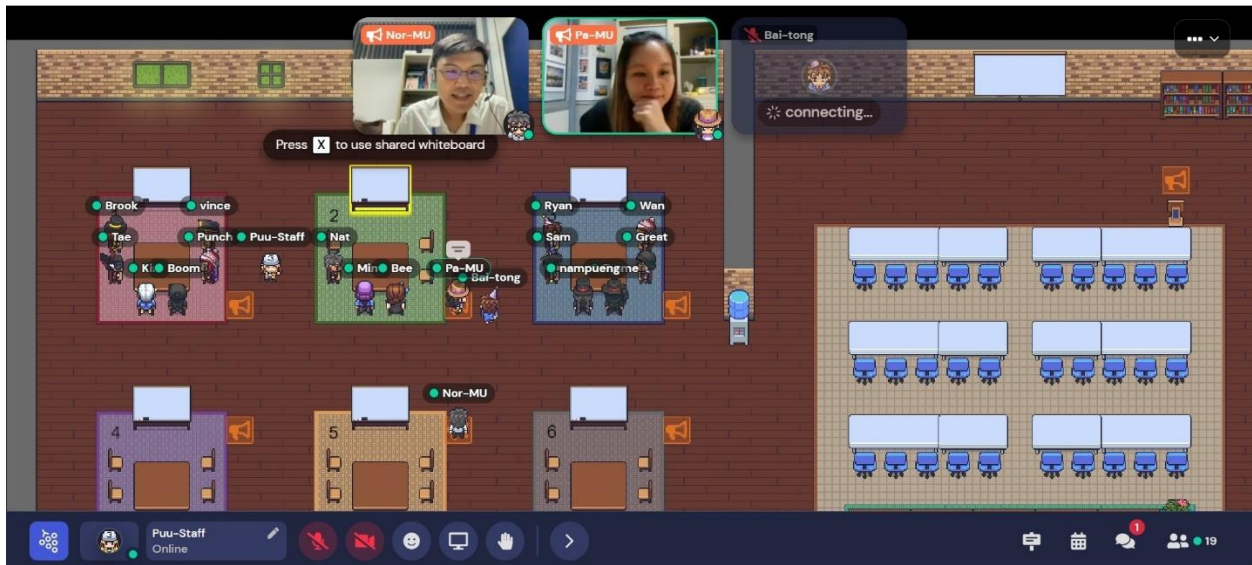 Nor-MU
Pa-MU
Bai-tong
connecting...
Press X to use shared whiteboard
Brook
vince
Ryan
Wan
2
Tae
Punch
Puu-Staff
Nat
Sam
Great
Boom
Bee
Pa-MU
nampuengme
Bai-tong
Nor-MU
4
5
6
Puu-Staff
Online
1
19